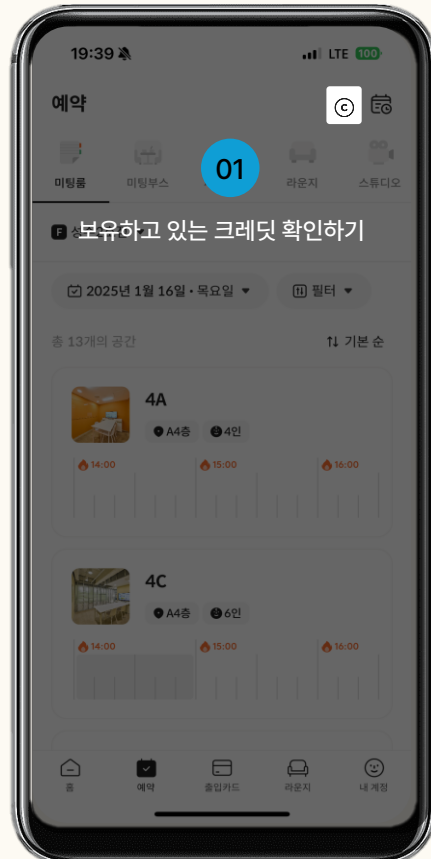 19:39 LTE 100
예약 ©
미팅룸 미팅부스 라운지 스튜디오
01
보유하고 있는 크레딧 확인하기
2025년 1월 16일 • 목요일 ▼ 필터 ▼
총 13개의 공간 기본 순
4A
A4층 4인
14:00 15:00 16:00
4C
A4층 6인
14:00 15:00 16:00
홈 예약 출입카드 라운지 내 계정